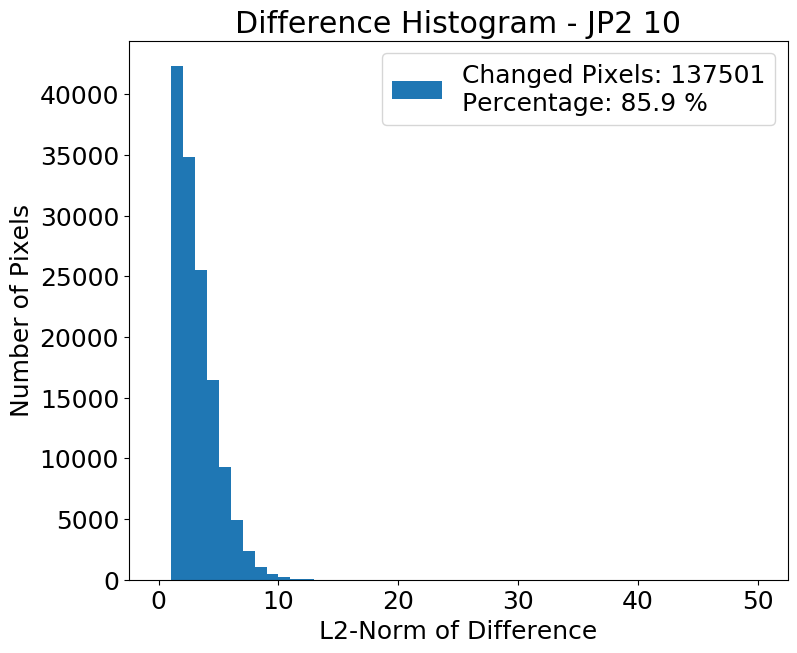 Difference Histogram - JP2 10
Changed Pixels: 137501
Percentage: 85.9 %
Number of Pixels
40000
35000
30000
25000
20000
15000
10000
5000
0
0 10 20 30 40 50
L2-Norm of Difference